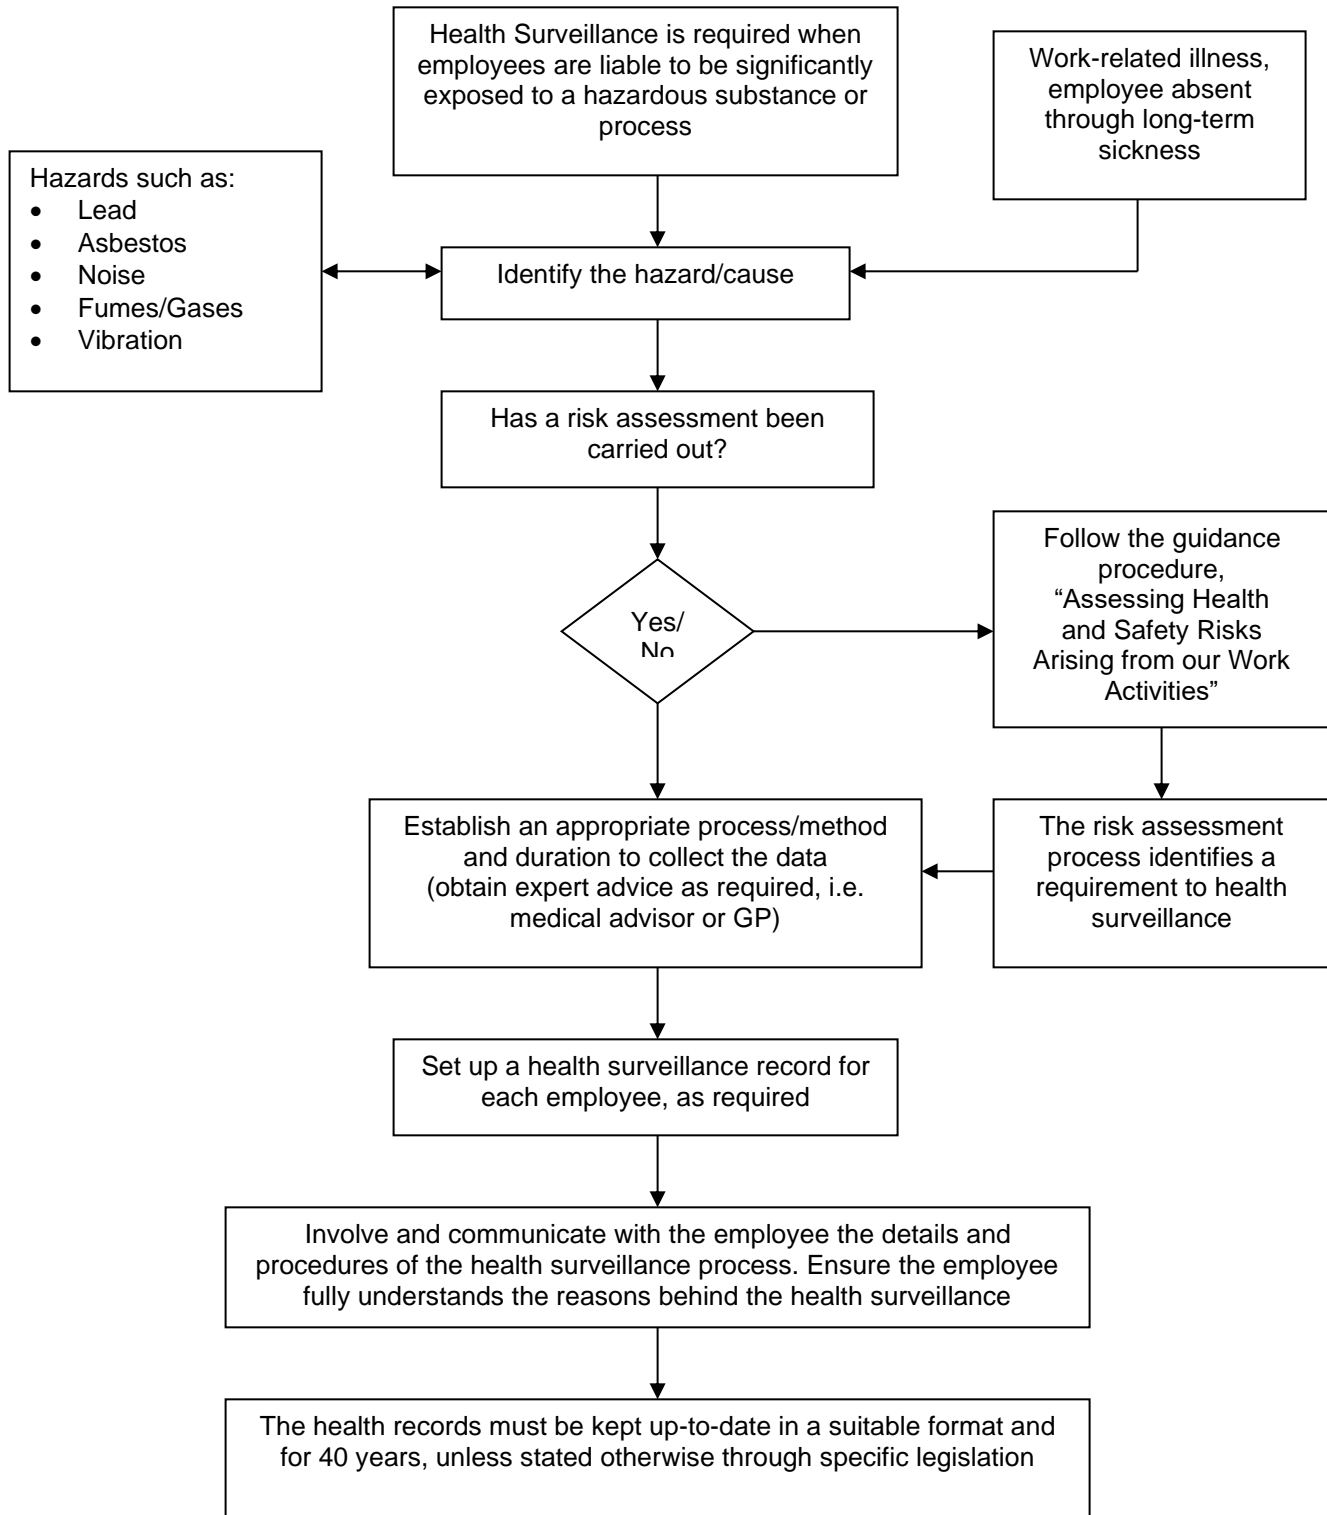 Health Surveillance is required when
employees are liable to be significantly
exposed to a hazardous substance or
process
Work-related illness,
employee absent
through long-term
sickness
Hazards such as:
• Lead
• Asbestos
• Noise
• Fumes/Gases
• Vibration
Identify the hazard/cause
Has a risk assessment been
carried out?
Yes/
No
Follow the guidance
procedure,
“Assessing Health
and Safety Risks
Arising from our Work
Activities”
Establish an appropriate process/method
and duration to collect the data
(obtain expert advice as required, i.e.
medical advisor or GP)
The risk assessment
process identifies a
requirement to health
surveillance
Set up a health surveillance record for
each employee, as required
Involve and communicate with the employee the details and
procedures of the health surveillance process. Ensure the employee
fully understands the reasons behind the health surveillance
The health records must be kept up-to-date in a suitable format and
for 40 years, unless stated otherwise through specific legislation